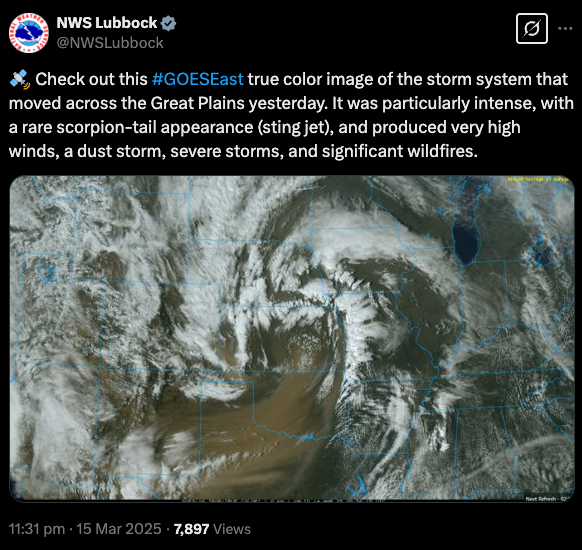 NWS Lubbock
@NWSLubbock
🛰️ Check out this #GOESEast true color image of the storm system that
moved across the Great Plains yesterday. It was particularly intense, with
a rare scorpion-tail appearance (sting jet), and produced very high
winds, a dust storm, severe storms, and significant wildfires.
Next Refresh -
11:31 pm · 15 Mar 2025 · 7,897 Views